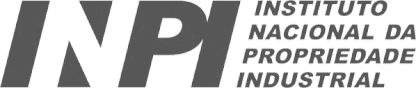 INPI
INSTITUTO
NACIONAL DA
PROPRIEDADE
INDUSTRIAL